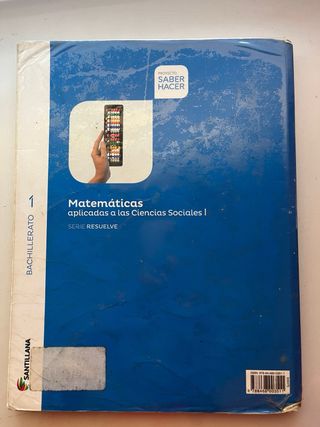 PROYECTO
SABER
HACER
Matemáticas
aplicadas a las Ciencias Sociales I
SERIE RESUELVE
BACHILLERATO 1
SANTILLANA